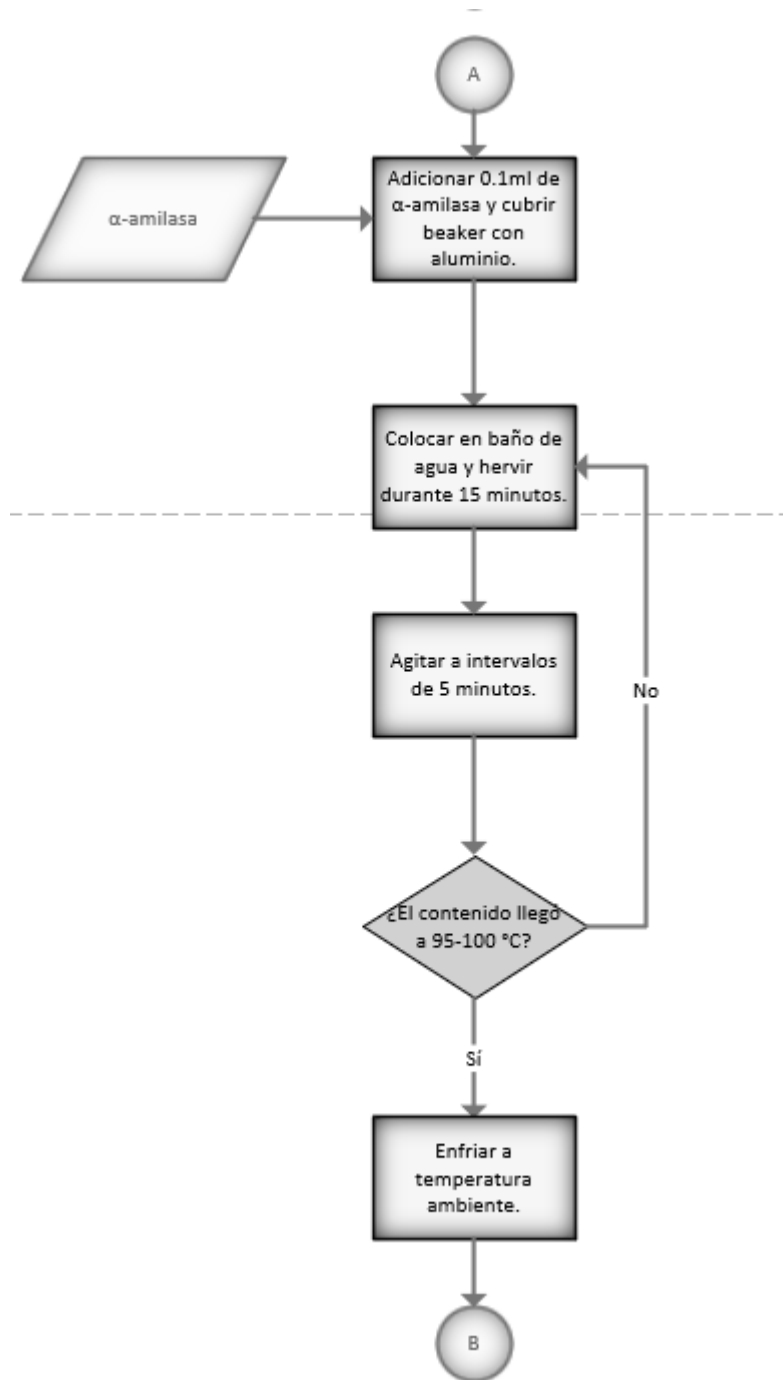 A
α-amilasa
Adicionar 0.1ml de
α-amilasa y cubrir
beaker con
aluminio.
Colocar en baño de
agua y hervir
durante 15 minutos.
Agitar a intervalos
de 5 minutos.
No
¿El contenido llegó
a 95-100 °C?
Sí
Enfriar a
temperatura
ambiente.
B